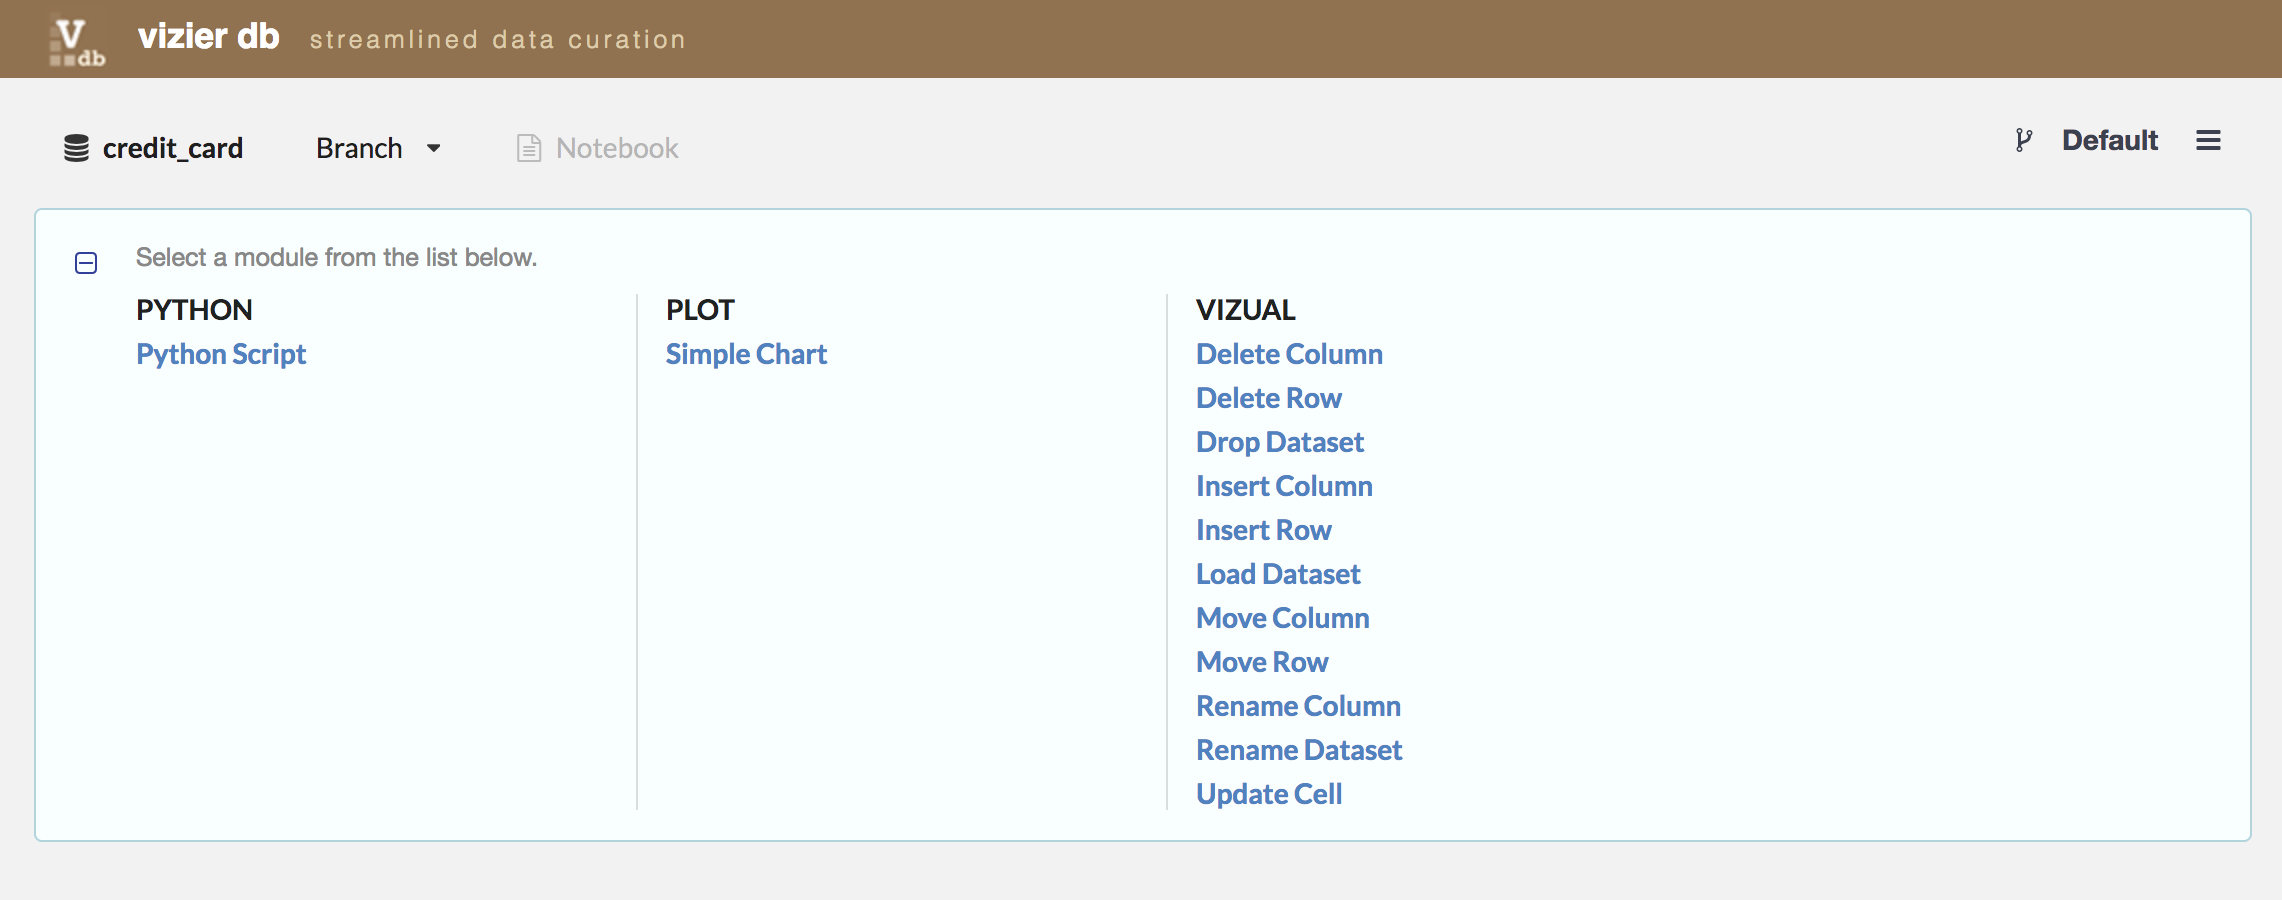 V db vizier db streamlined data curation
credit_card Branch Notebook Default
Select a module from the list below.
PYTHON
Python Script
PLOT
Simple Chart
VIZUAL
Delete Column
Delete Row
Drop Dataset
Insert Column
Insert Row
Load Dataset
Move Column
Move Row
Rename Column
Rename Dataset
Update Cell